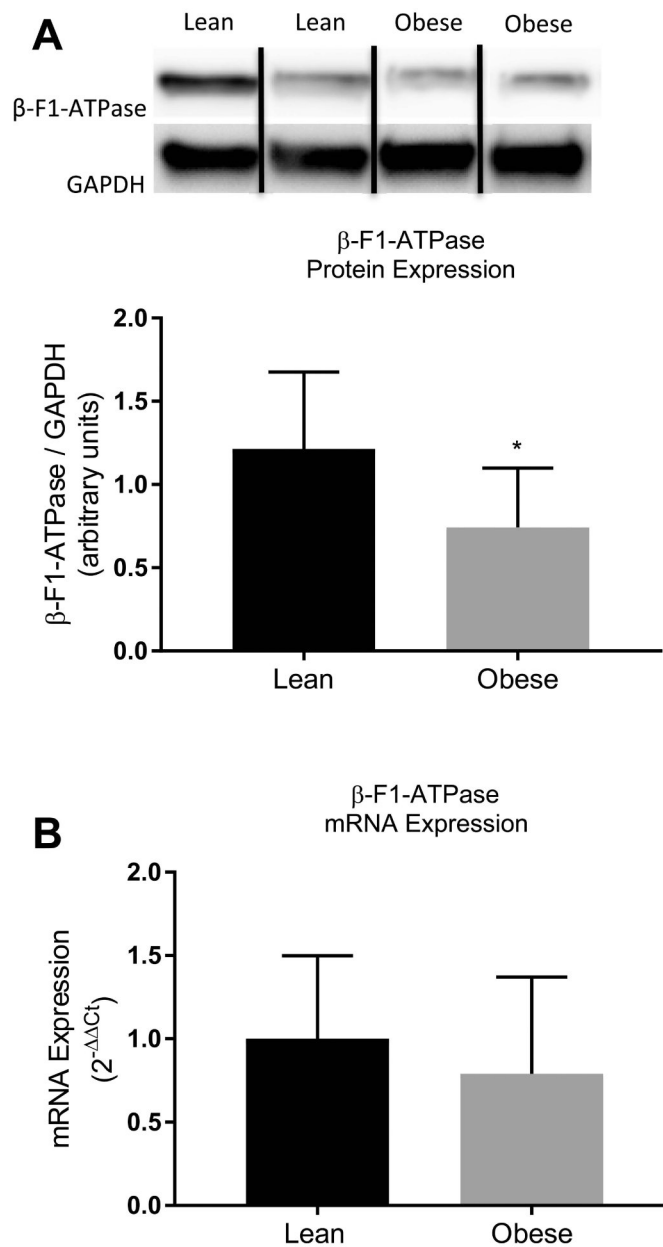 A
Lean Lean Obese Obese
β-F1-ATPase
GAPDH
β-F1-ATPase
Protein Expression
β-F1-ATPase / GAPDH
(arbitrary units)
2.0
1.5
1.0
0.5
0.0
*
Lean Obese
B
β-F1-ATPase
mRNA Expression
mRNA Expression
(2^-ΔΔCt)
2.0
1.5
1.0
0.5
0.0
Lean Obese